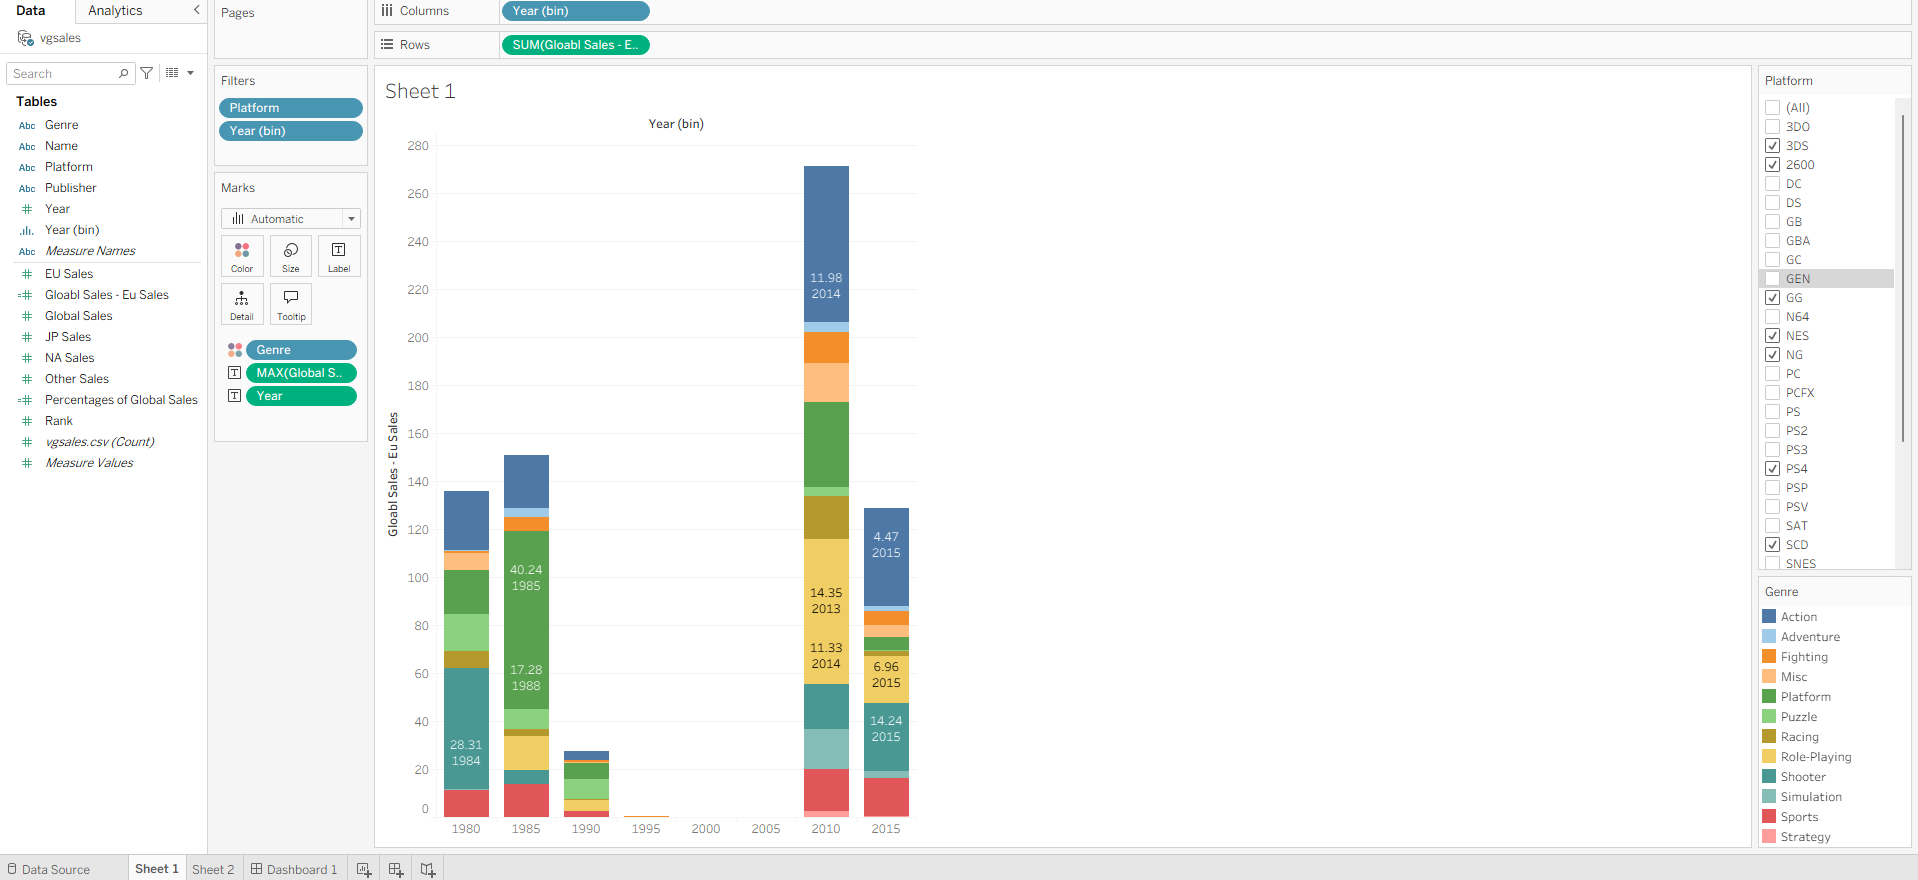 Data
Analytics
vgsales
Search
Tables
Abc Genre
Abc Name
Abc Platform
Abc Publisher
Year
Year (bin)
Abc Measure Names
EU Sales
Gloabl Sales - Eu Sales
Global Sales
JP Sales
NA Sales
Other Sales
Percentages of Global Sales
Rank
vgsales.csv (Count)
Measure Values
Pages
Filters
Platform
Year (bin)
Marks
Automatic
Color Size Label
Detail Tooltip
Genre
MAX(Global S..
Year
Columns Year (bin)
Rows SUM(Gloabl Sales - E..
Sheet 1
Year (bin)
Gloabl Sales - Eu Sales
280
260
240
220
200
180
160
140
120
100
80
60
40
20
0
28.31
1984
40.24
1985
17.28
1988
11.98
2014
14.35
2013
11.33
2014
4.47
2015
6.96
2015
14.24
2015
1980 1985 1990 1995 2000 2005 2010 2015
Platform
(All)
3DO
3DS
2600
DC
DS
GB
GBA
GC
GEN
GG
N64
NES
NG
PC
PCFX
PS
PS2
PS3
PS4
PSP
PSV
SAT
SCD
SNES
Genre
Action
Adventure
Fighting
Misc
Platform
Puzzle
Racing
Role-Playing
Shooter
Simulation
Sports
Strategy
Data Source Sheet 1 Sheet 2 Dashboard 1